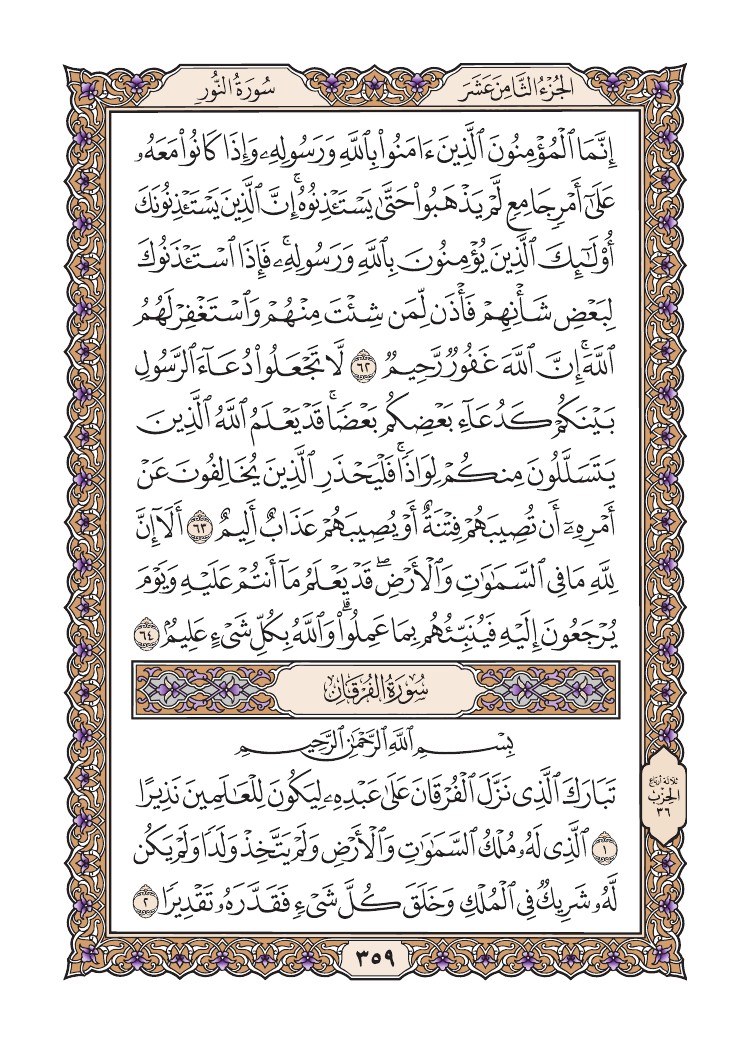 سُورَةُ النُّورِ
الجُزْءُ الثَّامِنَ عَشَرَ
إِنَّمَا ٱلْمُؤْمِنُونَ ٱلَّذِينَ ءَامَنُوا۟ بِٱللَّهِ وَرَسُولِهِۦ وَإِذَا كَانُوا۟ مَعَهُۥ
عَلَىٰٓ أَمْرٍ جَامِعٍ لَّمْ يَذْهَبُوا۟ حَتَّىٰ يَسْتَـْٔذِنُوهُ ۚ إِنَّ ٱلَّذِينَ يَسْتَـْٔذِنُونَكَ
أُو۟لَـٰٓئِكَ ٱلَّذِينَ يُؤْمِنُونَ بِٱللَّهِ وَرَسُولِهِۦ ۚ فَإِذَا ٱسْتَـْٔذَنُوكَ
لِبَعْضِ شَأْنِهِمْ فَأْذَن لِّمَن شِئْتَ مِنْهُمْ وَٱسْتَغْفِرْ لَهُمُ
ٱللَّهَ ۚ إِنَّ ٱللَّهَ غَفُورٌ رَّحِيمٌ ٦٢ لَّا تَجْعَلُوا۟ دُعَآءَ ٱلرَّسُولِ
بَيْنَكُمْ كَدُعَآءِ بَعْضِكُم بَعْضًا ۚ قَدْ يَعْلَمُ ٱللَّهُ ٱلَّذِينَ
يَتَسَلَّلُونَ مِنكُمْ لِوَاذًا ۚ فَلْيَحْذَرِ ٱلَّذِينَ يُخَالِفُونَ عَنْ
أَمْرِهِۦٓ أَن تُصِيبَهُمْ فِتْنَةٌ أَوْ يُصِيبَهُمْ عَذَابٌ أَلِيمٌ ٦٣ أَلَآ إِنَّ
لِلَّهِ مَا فِى ٱلسَّمَـٰوَٰتِ وَٱلْأَرْضِ ۖ قَدْ يَعْلَمُ مَآ أَنتُمْ عَلَيْهِ وَيَوْمَ
يُرْجَعُونَ إِلَيْهِ فَيُنَبِّئُهُم بِمَا عَمِلُوا۟ ۗ وَٱللَّهُ بِكُلِّ شَىْءٍ عَلِيمٌۢ ٦٤
سُورَةُ الفُرْقَانِ
بِسْمِ ٱللَّهِ ٱلرَّحْمَـٰنِ ٱلرَّحِيمِ
تَبَارَكَ ٱلَّذِى نَزَّلَ ٱلْفُرْقَانَ عَلَىٰ عَبْدِهِۦ لِيَكُونَ لِلْعَـٰلَمِينَ نَذِيرًا
١ ٱلَّذِى لَهُۥ مُلْكُ ٱلسَّمَـٰوَٰتِ وَٱلْأَرْضِ وَلَمْ يَتَّخِذْ وَلَدًا وَلَمْ يَكُن
لَّهُۥ شَرِيكٌ فِى ٱلْمُلْكِ وَخَلَقَ كُلَّ شَىْءٍ فَقَدَّرَهُۥ تَقْدِيرًا ٢
ثلاثة أرباع
الحزب
٣٦
٣٥٩